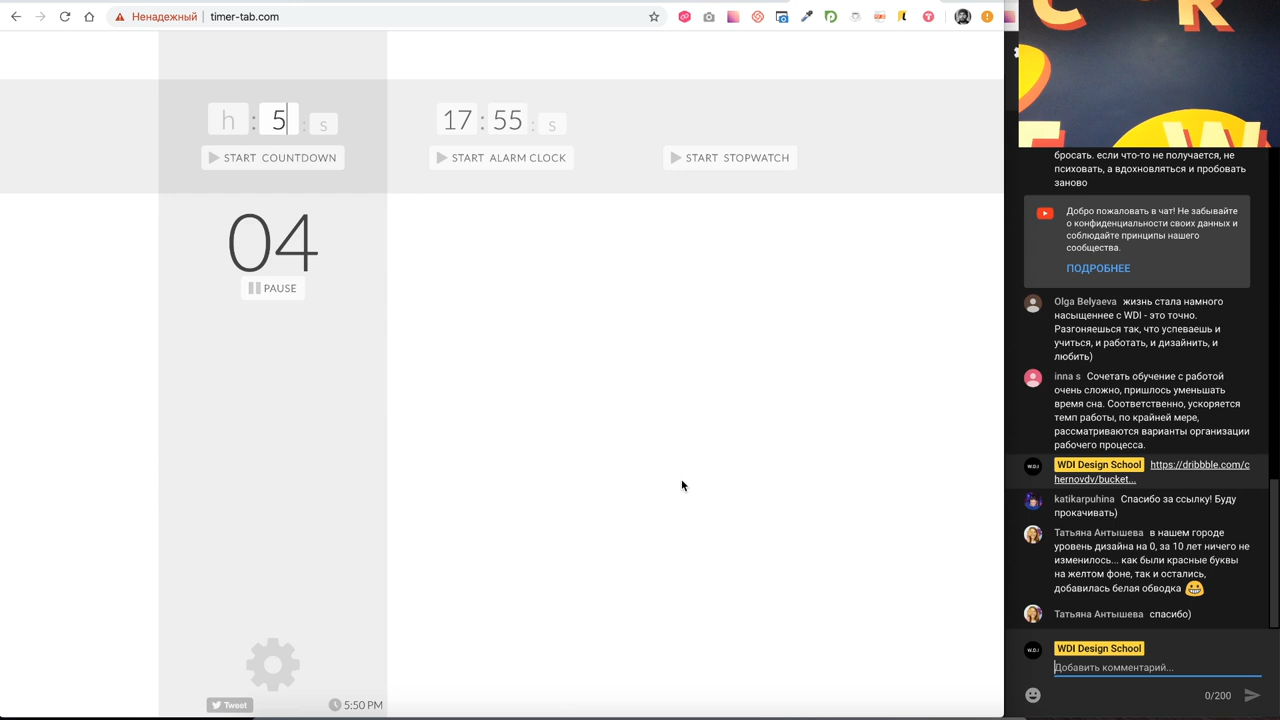 Ненадежный
timer-tab.com
h : 5 : s
17 : 55 : s
START COUNTDOWN
START ALARM CLOCK
START STOPWATCH
04
PAUSE
Tweet
5:50 PM
бросать. если что-то не получается, не
психовать, а вдохновляться и пробовать
заново
Добро пожаловать в чат! Не забывайте
о конфиденциальности своих данных и
соблюдайте принципы нашего
сообщества.
ПОДРОБНЕЕ
Olga Belyaeva жизнь стала намного
насыщеннее с WDI - это точно.
Разгоняешься так, что успеваешь и
учиться, и работать, и дизайнить, и
любить)
inna s Сочетать обучение с работой
очень сложно, пришлось уменьшать
время сна. Соответственно, ускоряется
темп работы, по крайней мере,
рассматриваются варианты организации
рабочего процесса.
WDI Design School https://dribbble.com/c
hernovdv/bucket...
katikarpuhina Спасибо за ссылку! Буду
прокачивать)
Татьяна Антышева в нашем городе
уровень дизайна на 0, за 10 лет ничего не
изменилось... как были красные буквы
на желтом фоне, так и остались,
добавилась белая обводка
Татьяна Антышева спасибо)
WDI Design School
Добавить комментарий...
0/200